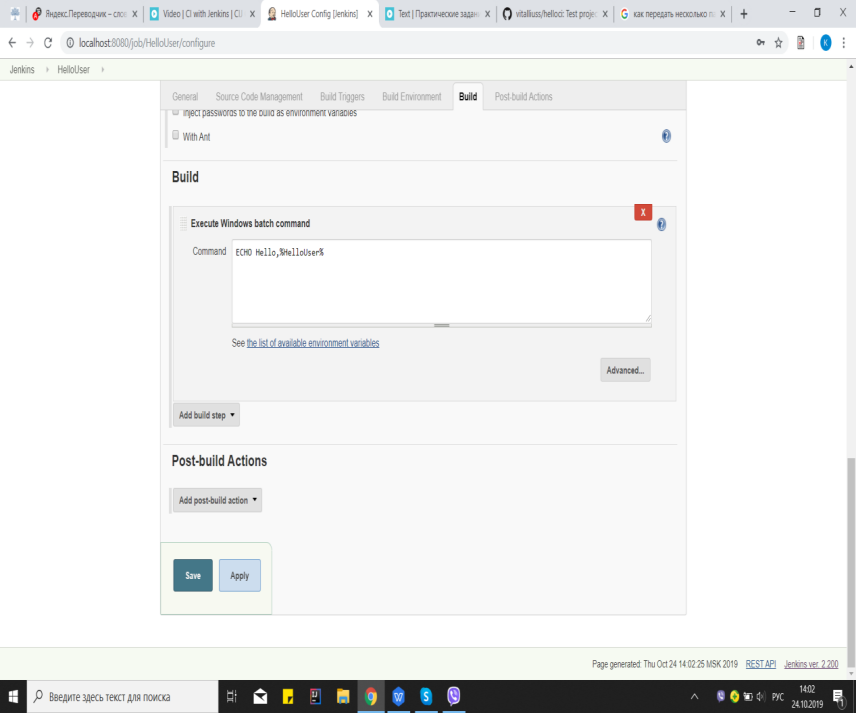 Яндекс.Переводчик – слов
Video | CI with Jenkins | CU
HelloUser Config [Jenkins]
Text | Практические задани
vitalliuss/helloci: Test projec
как передать несколько п
localhost:8080/job/HelloUser/configure
Jenkins
HelloUser
General
Source Code Management
Build Triggers
Build Environment
Build
Post-build Actions
Inject passwords to the build as environment variables
With Ant
Build
X
Execute Windows batch command
Command
ECHO Hello,%HelloUser%
See the list of available environment variables
Advanced...
Add build step
Post-build Actions
Add post-build action
Save
Apply
Page generated: Thu Oct 24 14:02:25 MSK 2019 REST API Jenkins ver. 2.200
Введите здесь текст для поиска
РУС
14:02
24.10.2019